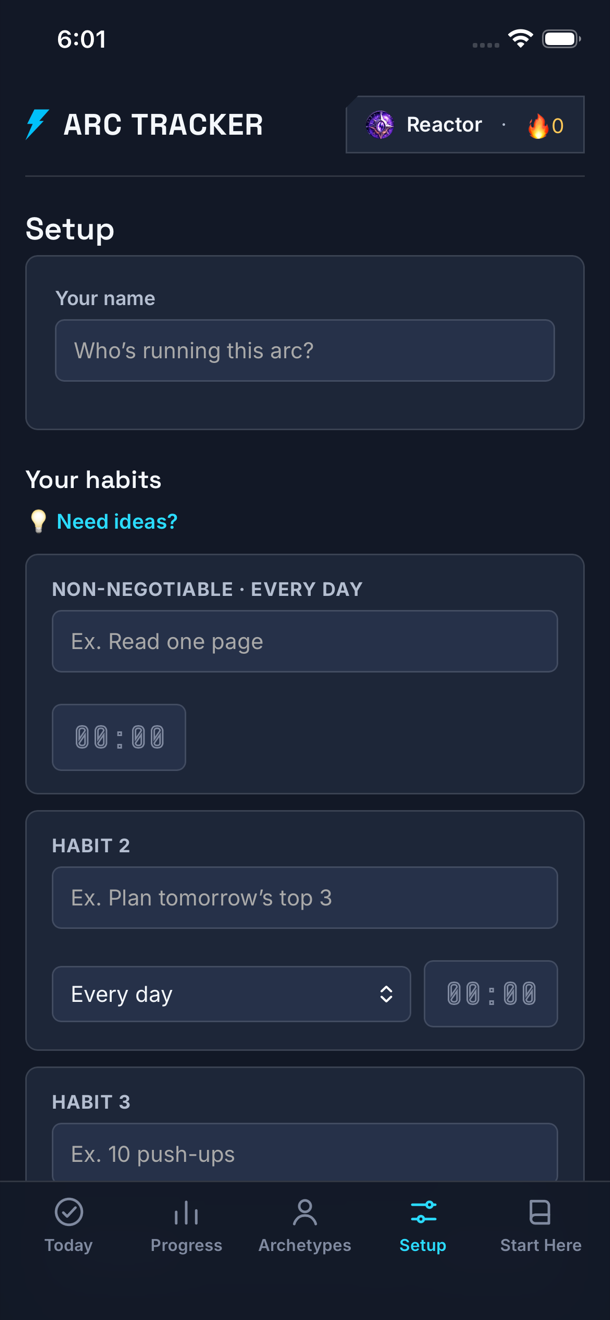 6:01
ARC TRACKER
Reactor · 🔥0
Setup
Your name
Who’s running this arc?
Your habits
💡 Need ideas?
NON-NEGOTIABLE · EVERY DAY
Ex. Read one page
00:00
HABIT 2
Ex. Plan tomorrow’s top 3
Every day
00:00
HABIT 3
Ex. 10 push-ups
Today
Progress
Archetypes
Setup
Start Here